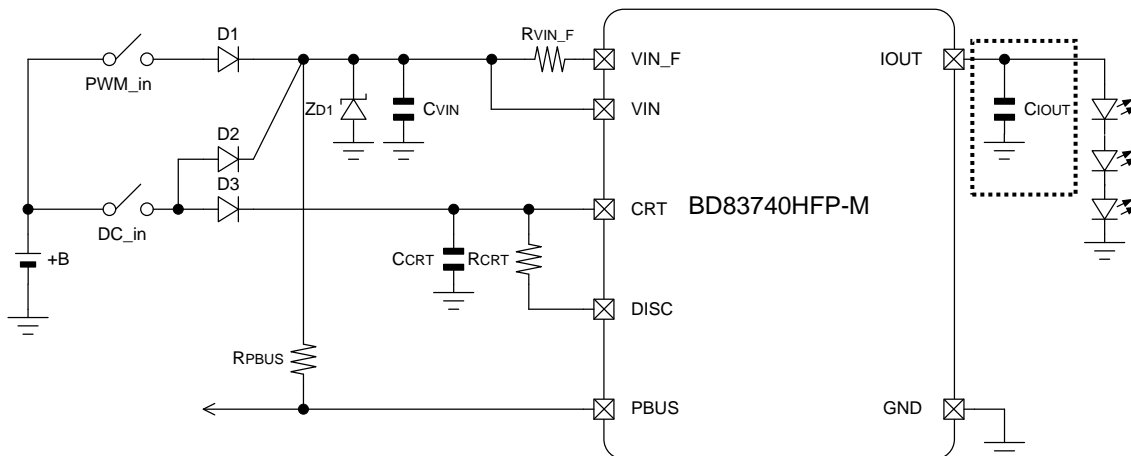 D1
RVIN_F
PWM_in
ZD1
CVIN
VIN_F
IOUT
VIN
CIOUT
D2
D3
DC_in
CRT
BD83740HFP-M
+B
CCRT
RCRT
DISC
RPBUS
PBUS
GND